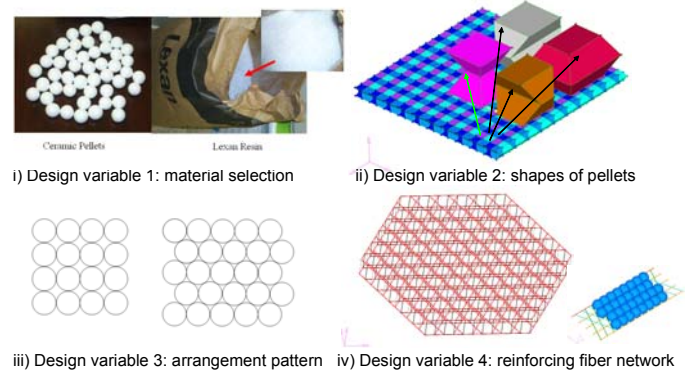 Lexan
Ceramic Pellets
Lexan Resin
i) Design variable 1: material selection
ii) Design variable 2: shapes of pellets
iii) Design variable 3: arrangement pattern
iv) Design variable 4: reinforcing fiber network